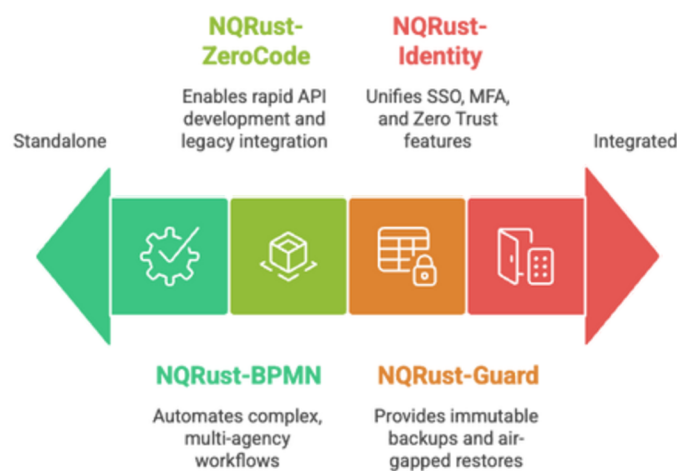 NQRust-
ZeroCode
Enables rapid API
development and
legacy integration
NQRust-
Identity
Unifies SSO, MFA,
and Zero Trust
features
Standalone
Integrated
NQRust-BPMN
Automates complex,
multi-agency
workflows
NQRust-Guard
Provides immutable
backups and air-
gapped restores